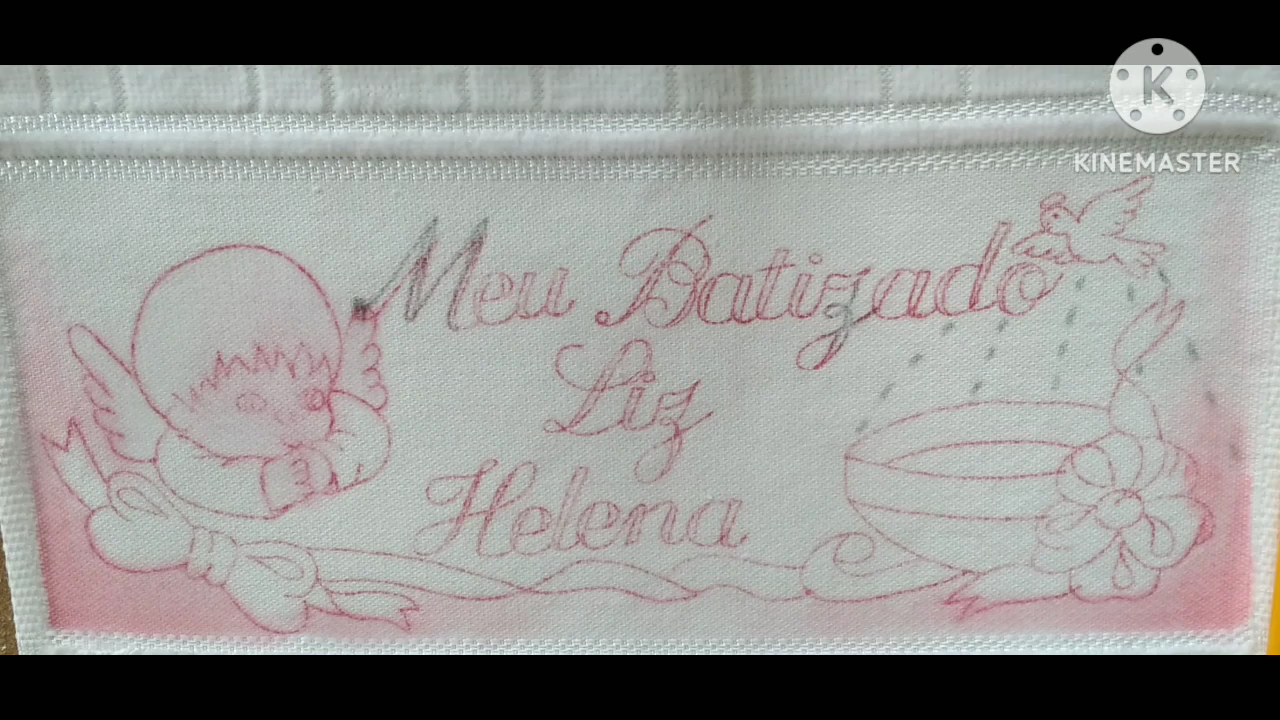 K
KINEMASTER
Meu Batizado
Liz
Helena